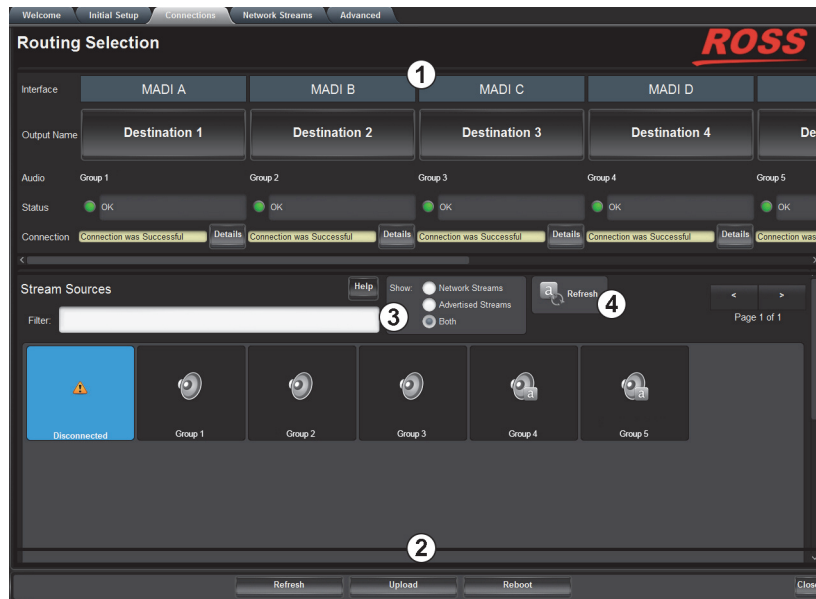 Welcome Initial Setup Connections Network Streams Advanced
Routing Selection
ROSS
1
Interface MADI A MADI B MADI C MADI D
Output Name Destination 1 Destination 2 Destination 3 Destination 4 De
Audio Group 1 Group 2 Group 3 Group 4 Group 5
Status OK OK OK OK OK
Connection Connection was Successful Details Connection was Successful Details Connection was Successful Details Connection was Successful Details Connection was
< >
Stream Sources Help Show: Network Streams a Refresh < >
Advertised Streams 4
Filter: 3 Both Page 1 of 1
a a
Disconnected Group 1 Group 2 Group 3 Group 4 Group 5
2
Refresh Upload Reboot Close